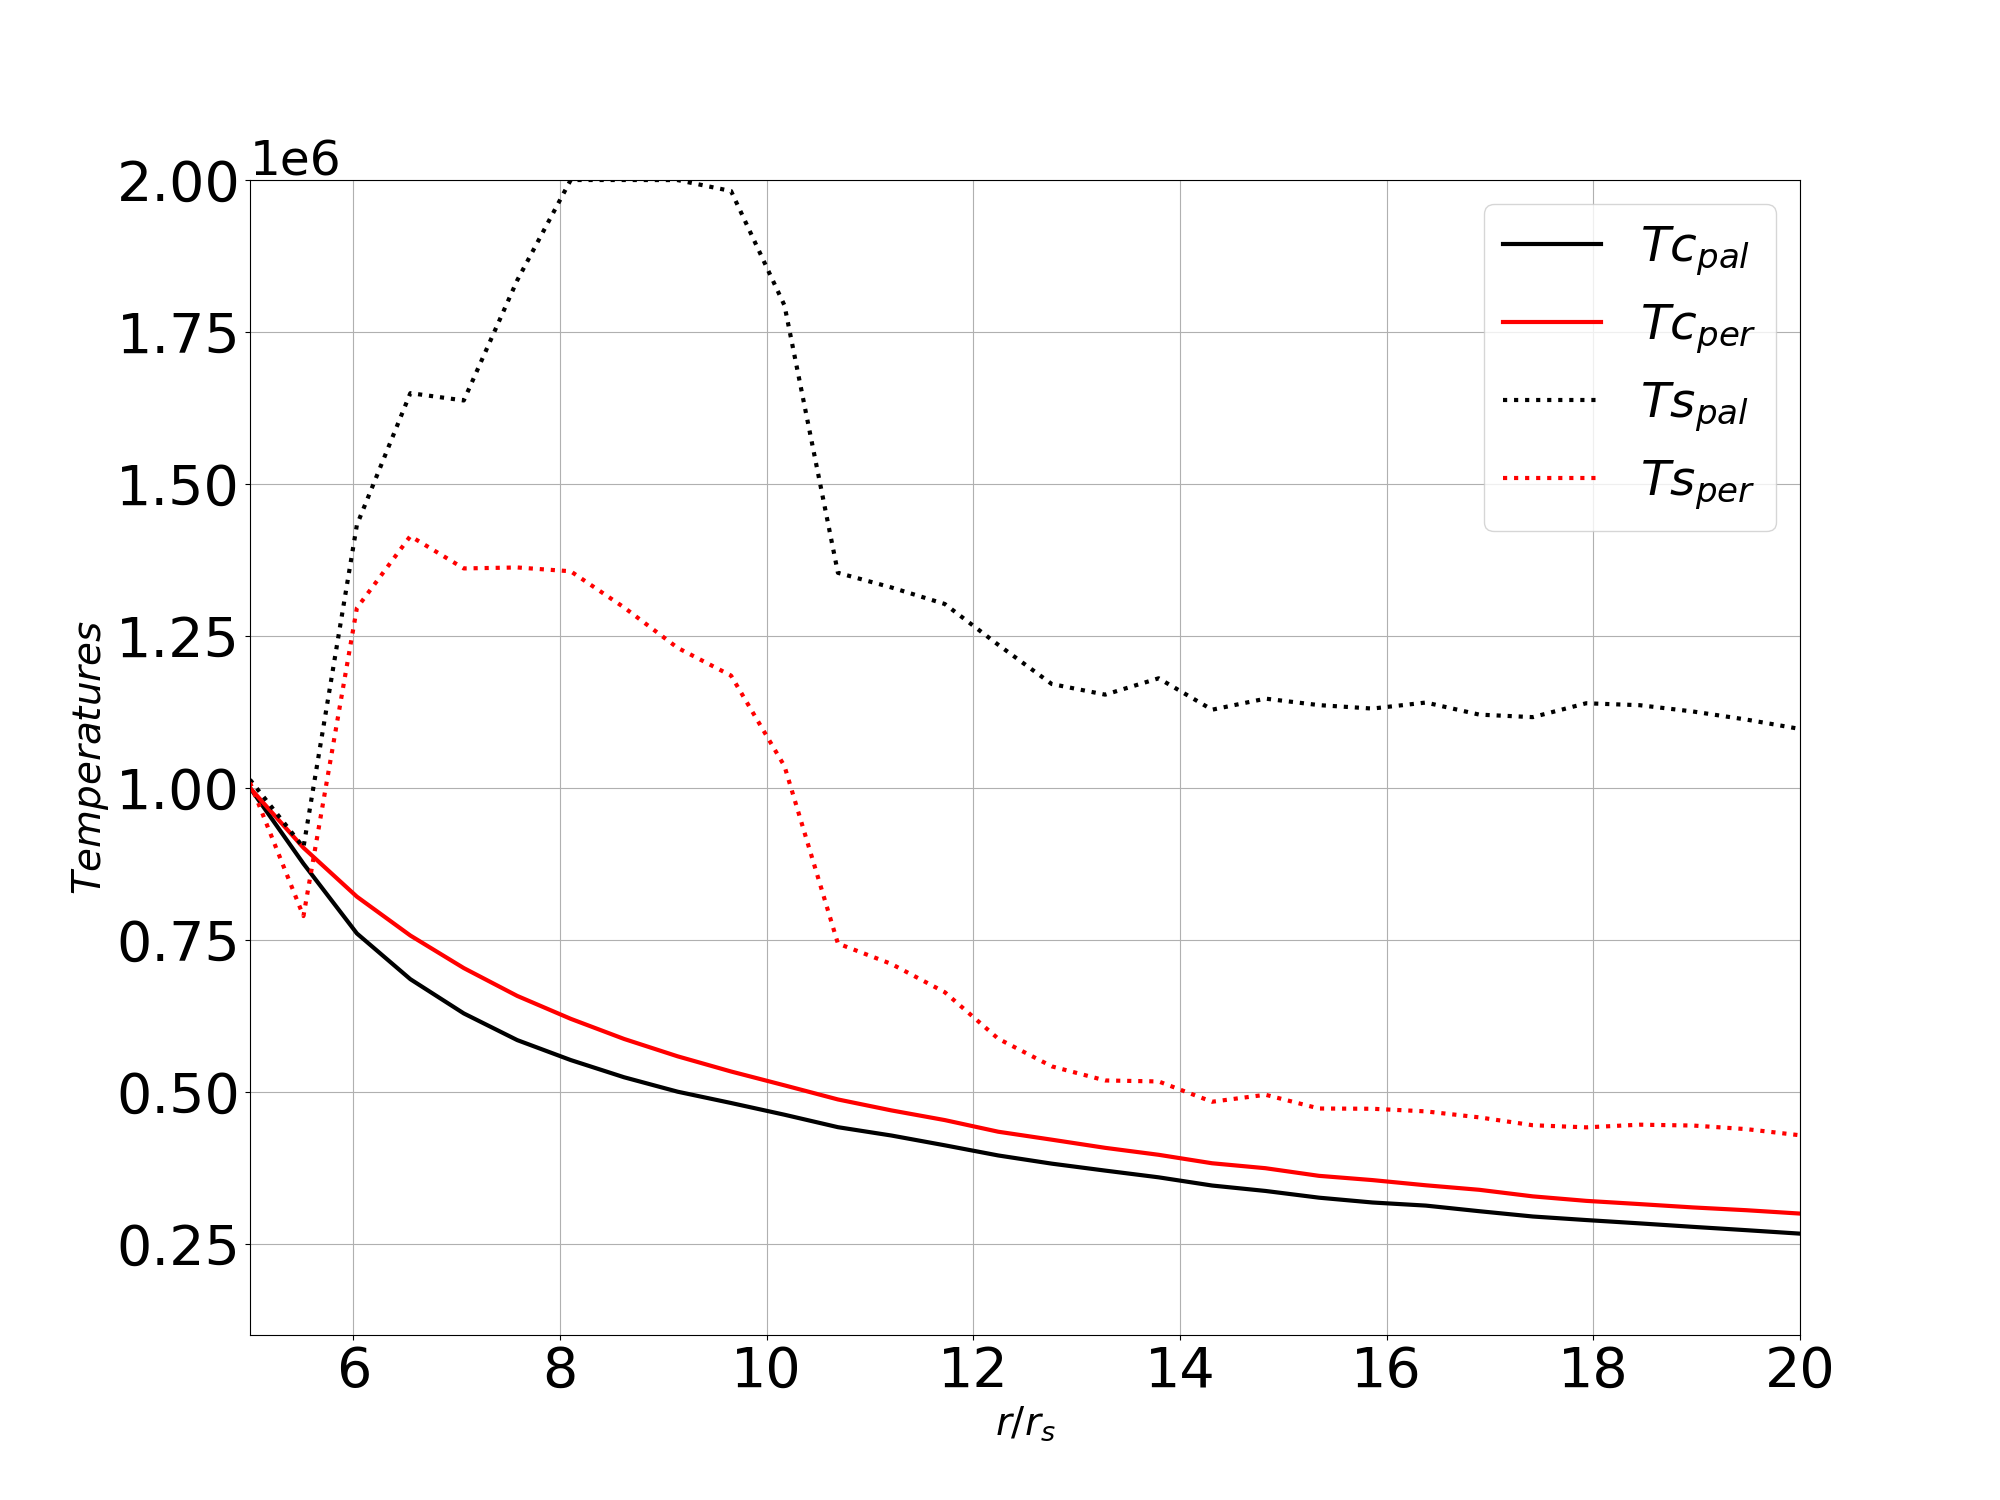 1e6
2.00
1.75
1.50
1.25
1.00
0.75
0.50
0.25
Temperatures
Tc_pal
Tc_per
Ts_pal
Ts_per
6 8 10 12 14 16 18 20
r/r_s